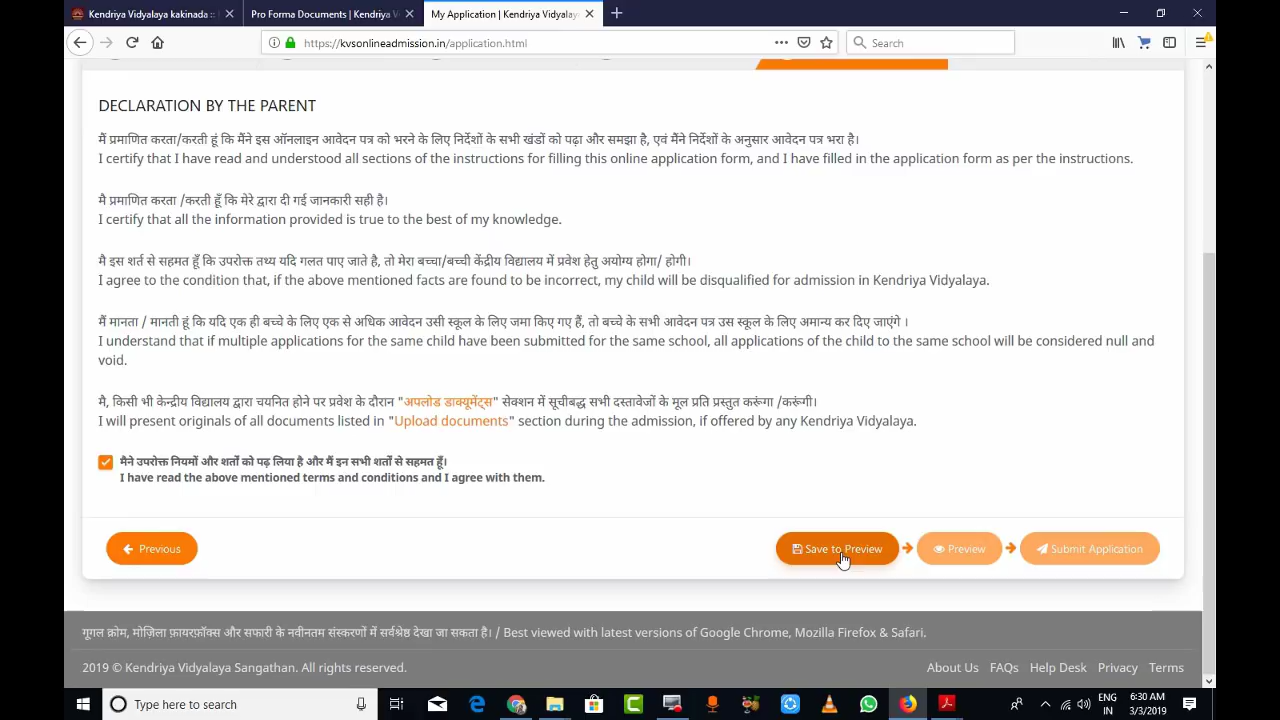 Kendriya Vidyalaya kakinada ::
Pro Forma Documents | Kendriya V
My Application | Kendriya Vidyalay
https://kvsonlineadmission.in/application.html
Search
DECLARATION BY THE PARENT
मैं प्रमाणित करता/करती हूं कि मैंने इस ऑनलाइन आवेदन पत्र को भरने के लिए निर्देशों के सभी खंडों को पढ़ा और समझा है, एवं मैंने निर्देशों के अनुसार आवेदन पत्र भरा है।
I certify that I have read and understood all sections of the instructions for filling this online application form, and I have filled in the application form as per the instructions.
मै प्रमाणित करता /करती हूँ कि मेरे द्वारा दी गई जानकारी सही है।
I certify that all the information provided is true to the best of my knowledge.
मै इस शर्त से सहमत हूँ कि उपरोक्त तथ्य यदि गलत पाए जाते है, तो मेरा बच्चा/बच्ची केंद्रीय विद्यालय में प्रवेश हेतु अयोग्य होगा/ होगी।
I agree to the condition that, if the above mentioned facts are found to be incorrect, my child will be disqualified for admission in Kendriya Vidyalaya.
मैं मानता / मानती हूं कि यदि एक ही बच्चे के लिए एक से अधिक आवेदन उसी स्कूल के लिए जमा किए गए हैं, तो बच्चे के सभी आवेदन पत्र उस स्कूल के लिए अमान्य कर दिए जाएंगे ।
I understand that if multiple applications for the same child have been submitted for the same school, all applications of the child to the same school will be considered null and
void.
मै, किसी भी केन्द्रीय विद्यालय द्वारा चयनित होने पर प्रवेश के दौरान "अपलोड डाक्यूमेंट्स" सेक्शन में सूचीबद्ध सभी दस्तावेजों के मूल प्रति प्रस्तुत करूंगा /करूंगी।
I will present originals of all documents listed in "Upload documents" section during the admission, if offered by any Kendriya Vidyalaya.
मैने उपरोक्त नियमों और शर्तों को पढ़ लिया है और मैं इन सभी शर्तों से सहमत हूँ।
I have read the above mentioned terms and conditions and I agree with them.
Previous
Save to Preview
Preview
Submit Application
गूगल क्रोम, मोज़िला फ़ायरफ़ॉक्स और सफारी के नवीनतम संस्करणों में सर्वश्रेष्ठ देखा जा सकता है। / Best viewed with latest versions of Google Chrome, Mozilla Firefox & Safari.
2019 © Kendriya Vidyalaya Sangathan. All rights reserved.
About Us FAQs Help Desk Privacy Terms
Type here to search
ENG
IN
6:30 AM
3/3/2019